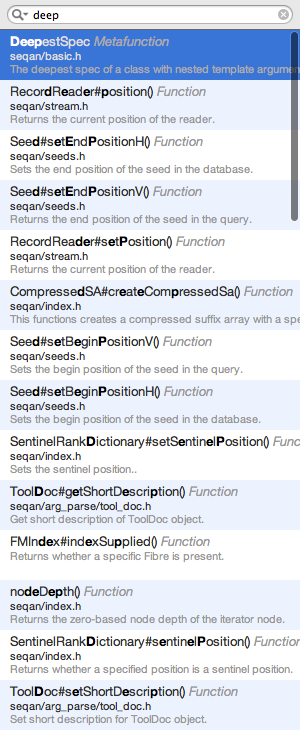 deep
DeepestSpec Metafunction
seqan/basic.h
The deepest spec of a class with nested template argumen
RecordReader#position() Function
seqan/stream.h
Returns the current position of the reader.
Seed#setEndPositionH() Function
seqan/seeds.h
Sets the end position of the seed in the database.
Seed#setEndPositionV() Function
seqan/seeds.h
Returns the end position of the seed in the query.
RecordReader#setPosition() Function
seqan/stream.h
Returns the current position of the reader.
CompressedSA#createCompressedSa() Function
seqan/index.h
This functions creates a compressed suffix array with a spe
Seed#setBeginPositionV() Function
seqan/seeds.h
Sets the begin position of the seed in the query.
Seed#setBeginPositionH() Function
seqan/seeds.h
Sets the begin position of the seed in the database.
SentinelRankDictionary#setSentinelPosition() Function
seqan/index.h
Sets the sentinel position..
ToolDoc#getShortDescription() Function
seqan/arg_parse/tool_doc.h
Get short description of ToolDoc object.
FMIndex#indexSupplied() Function
Returns whether a specific Fibre is present.
nodeDepth() Function
seqan/index.h
Returns the zero-based node depth of the iterator node.
SentinelRankDictionary#sentinelPosition() Function
seqan/index.h
Returns whether a specified position is a sentinel position.
ToolDoc#setShortDescription() Function
seqan/arg_parse/tool_doc.h
Set short description for ToolDoc object.